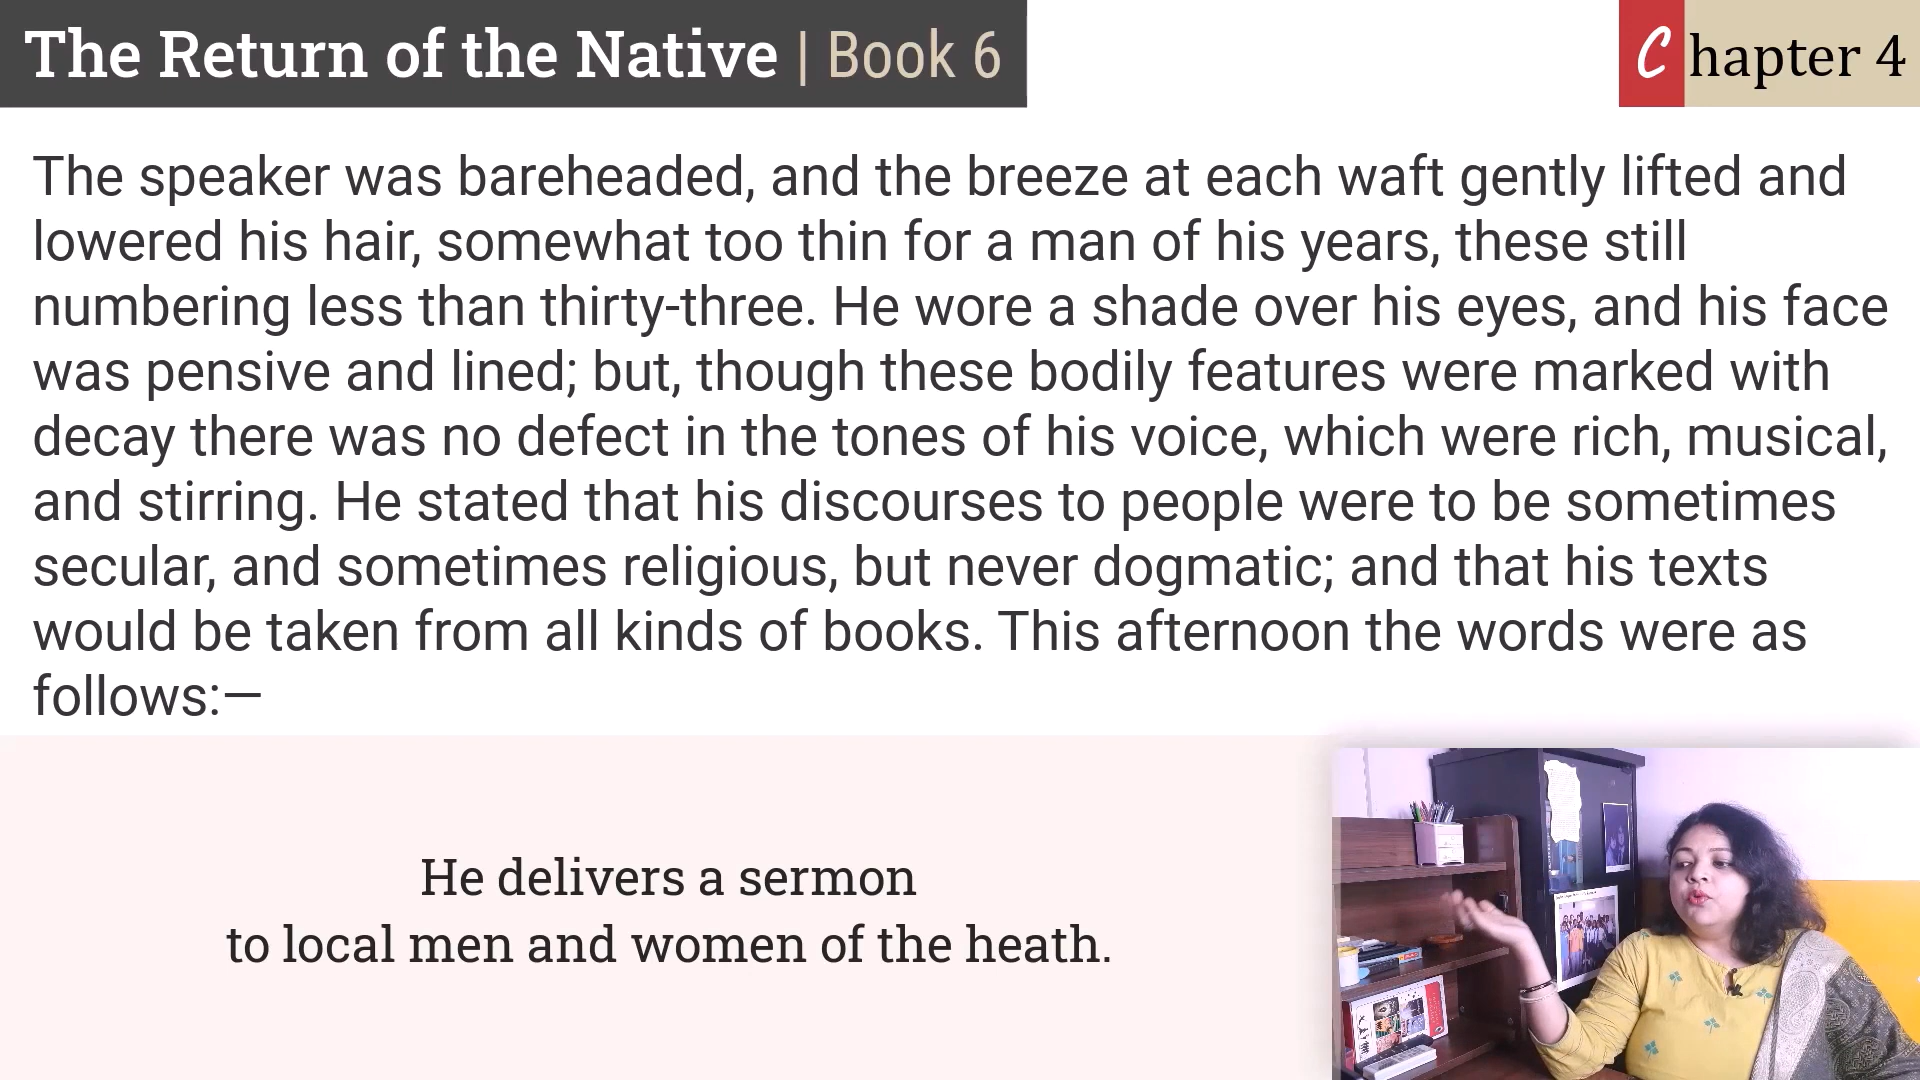 The Return of the Native | Book 6
Chapter 4
The speaker was bareheaded, and the breeze at each waft gently lifted and
lowered his hair, somewhat too thin for a man of his years, these still
numbering less than thirty-three. He wore a shade over his eyes, and his face
was pensive and lined; but, though these bodily features were marked with
decay there was no defect in the tones of his voice, which were rich, musical,
and stirring. He stated that his discourses to people were to be sometimes
secular, and sometimes religious, but never dogmatic; and that his texts
would be taken from all kinds of books. This afternoon the words were as
follows:—
He delivers a sermon
to local men and women of the heath.